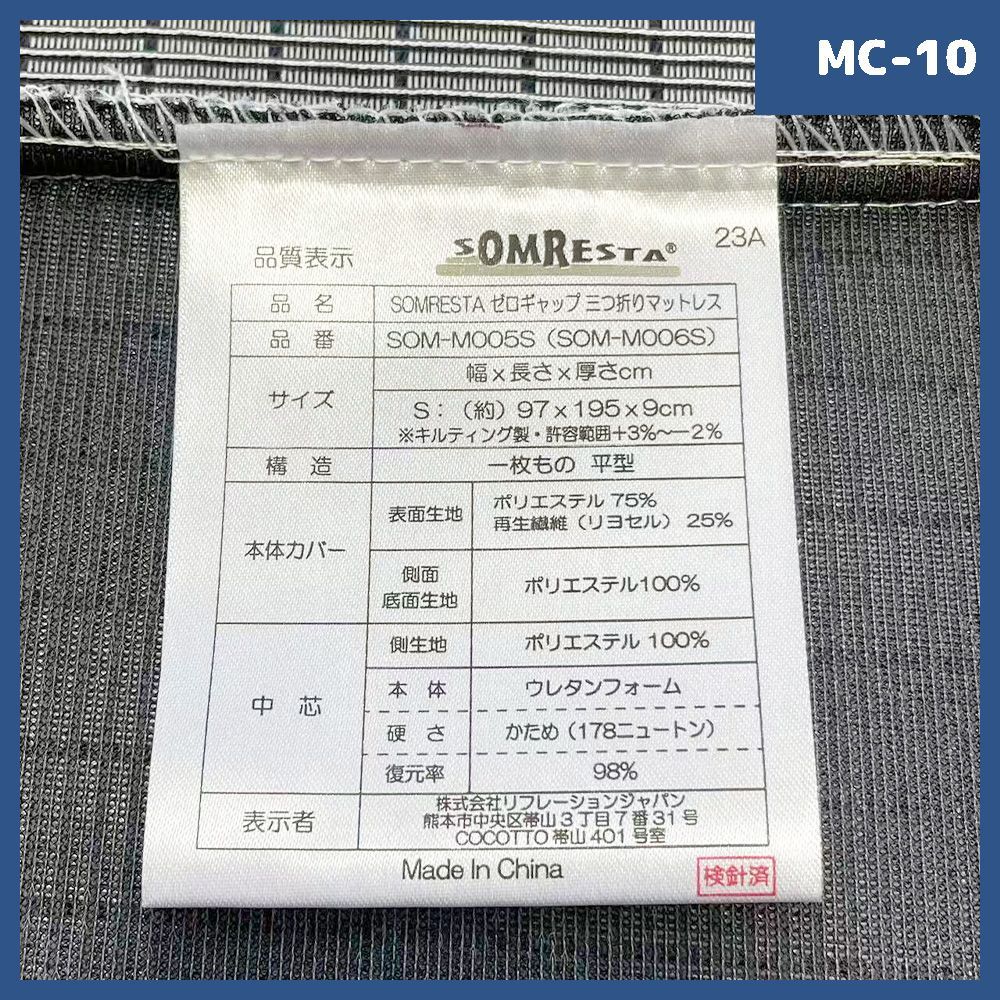 MC-10
品質表示 SOMRESTA® 23A
品 名 SOMRESTA ゼロギャップ 三つ折りマットレス
品 番 SOM-M005S（SOM-M006S）
サイズ 幅×長さ×厚さcm
S：（約）97×195×9cm
※キルティング製・許容範囲+3%〜−2%
構 造 一枚もの 平型
本体カバー 表面生地 ポリエステル 75%
再生繊維（リヨセル） 25%
側面
底面生地 ポリエステル100%
中 芯 側生地 ポリエステル 100%
本 体 ウレタンフォーム
硬 さ かため（178ニュートン）
復元率 98%
表示者 株式会社リフレーションジャパン
熊本市中央区帯山3丁目7番31号
COCOTTO帯山401号室
Made In China
検針済